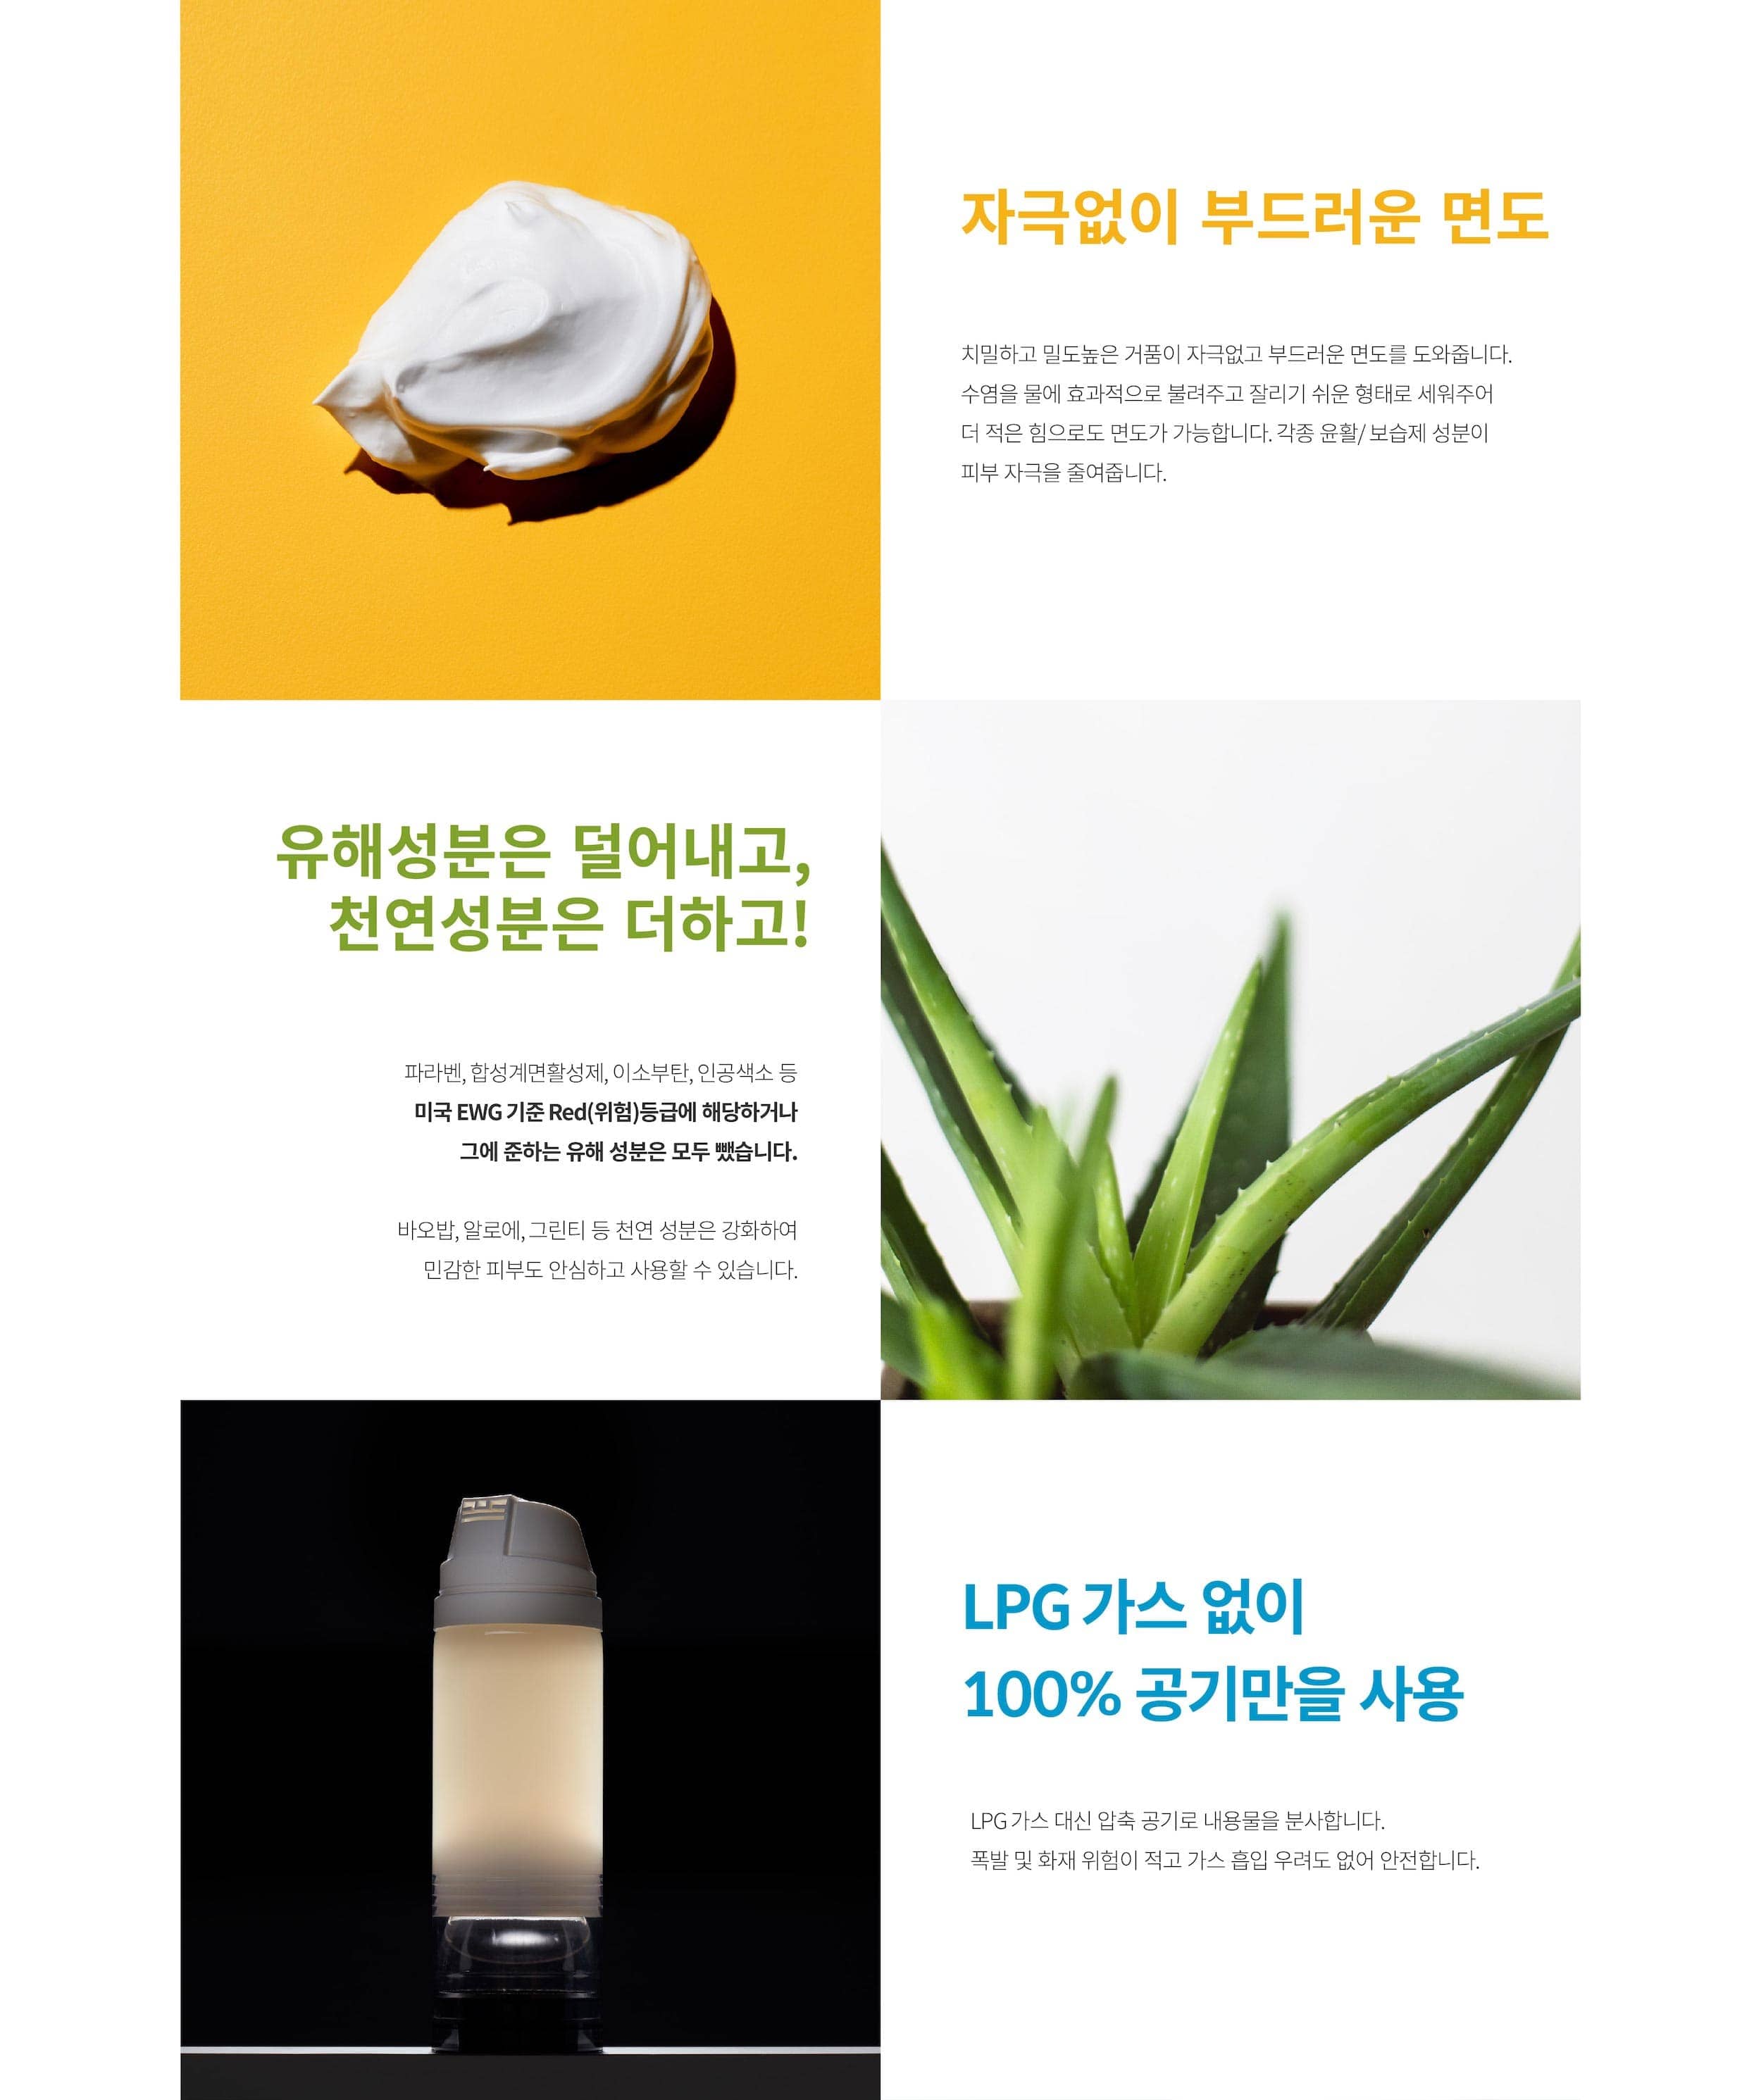 자극없이 부드러운 면도
치밀하고 밀도높은 거품이 자극없고 부드러운 면도를 도와줍니다.
수염을 물에 효과적으로 불려주고 잘리기 쉬운 형태로 세워주어
더 적은 힘으로도 면도가 가능합니다. 각종 윤활/ 보습제 성분이
피부 자극을 줄여줍니다.
유해성분은 덜어내고,
천연성분은 더하고!
파라벤, 합성계면활성제, 이소부탄, 인공색소 등
미국 EWG 기준 Red(위험)등급에 해당하거나
그에 준하는 유해 성분은 모두 뺐습니다.
바오밥, 알로에, 그린티 등 천연 성분은 강화하여
민감한 피부도 안심하고 사용할 수 있습니다.
LPG 가스 없이
100% 공기만을 사용
LPG 가스 대신 압축 공기로 내용물을 분사합니다.
폭발 및 화재 위험이 적고 가스 흡입 우려도 없어 안전합니다.